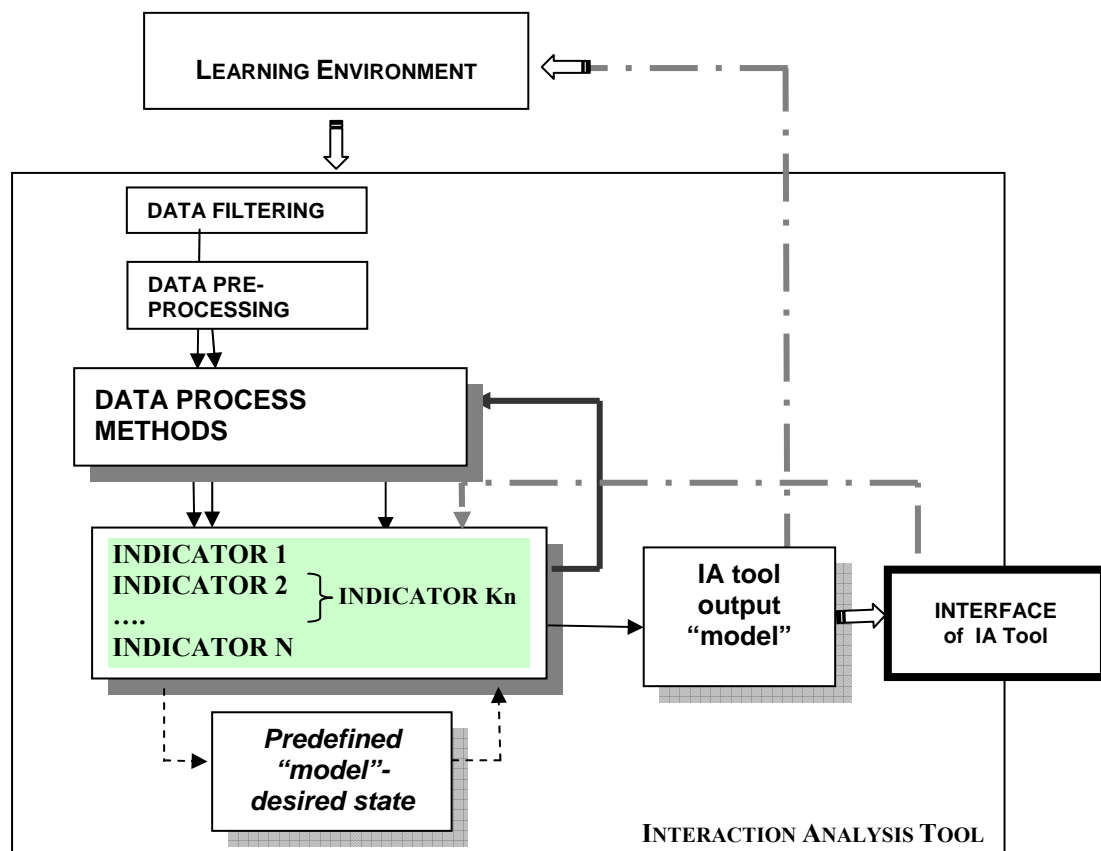 LEARNING ENVIRONMENT
DATA FILTERING
DATA PRE-
PROCESSING
DATA PROCESS
METHODS
INDICATOR 1
INDICATOR 2
….
INDICATOR N
INDICATOR Kn
IA tool
output
“model”
INTERFACE
of IA Tool
Predefined
“model”-
desired state
INTERACTION ANALYSIS TOOL